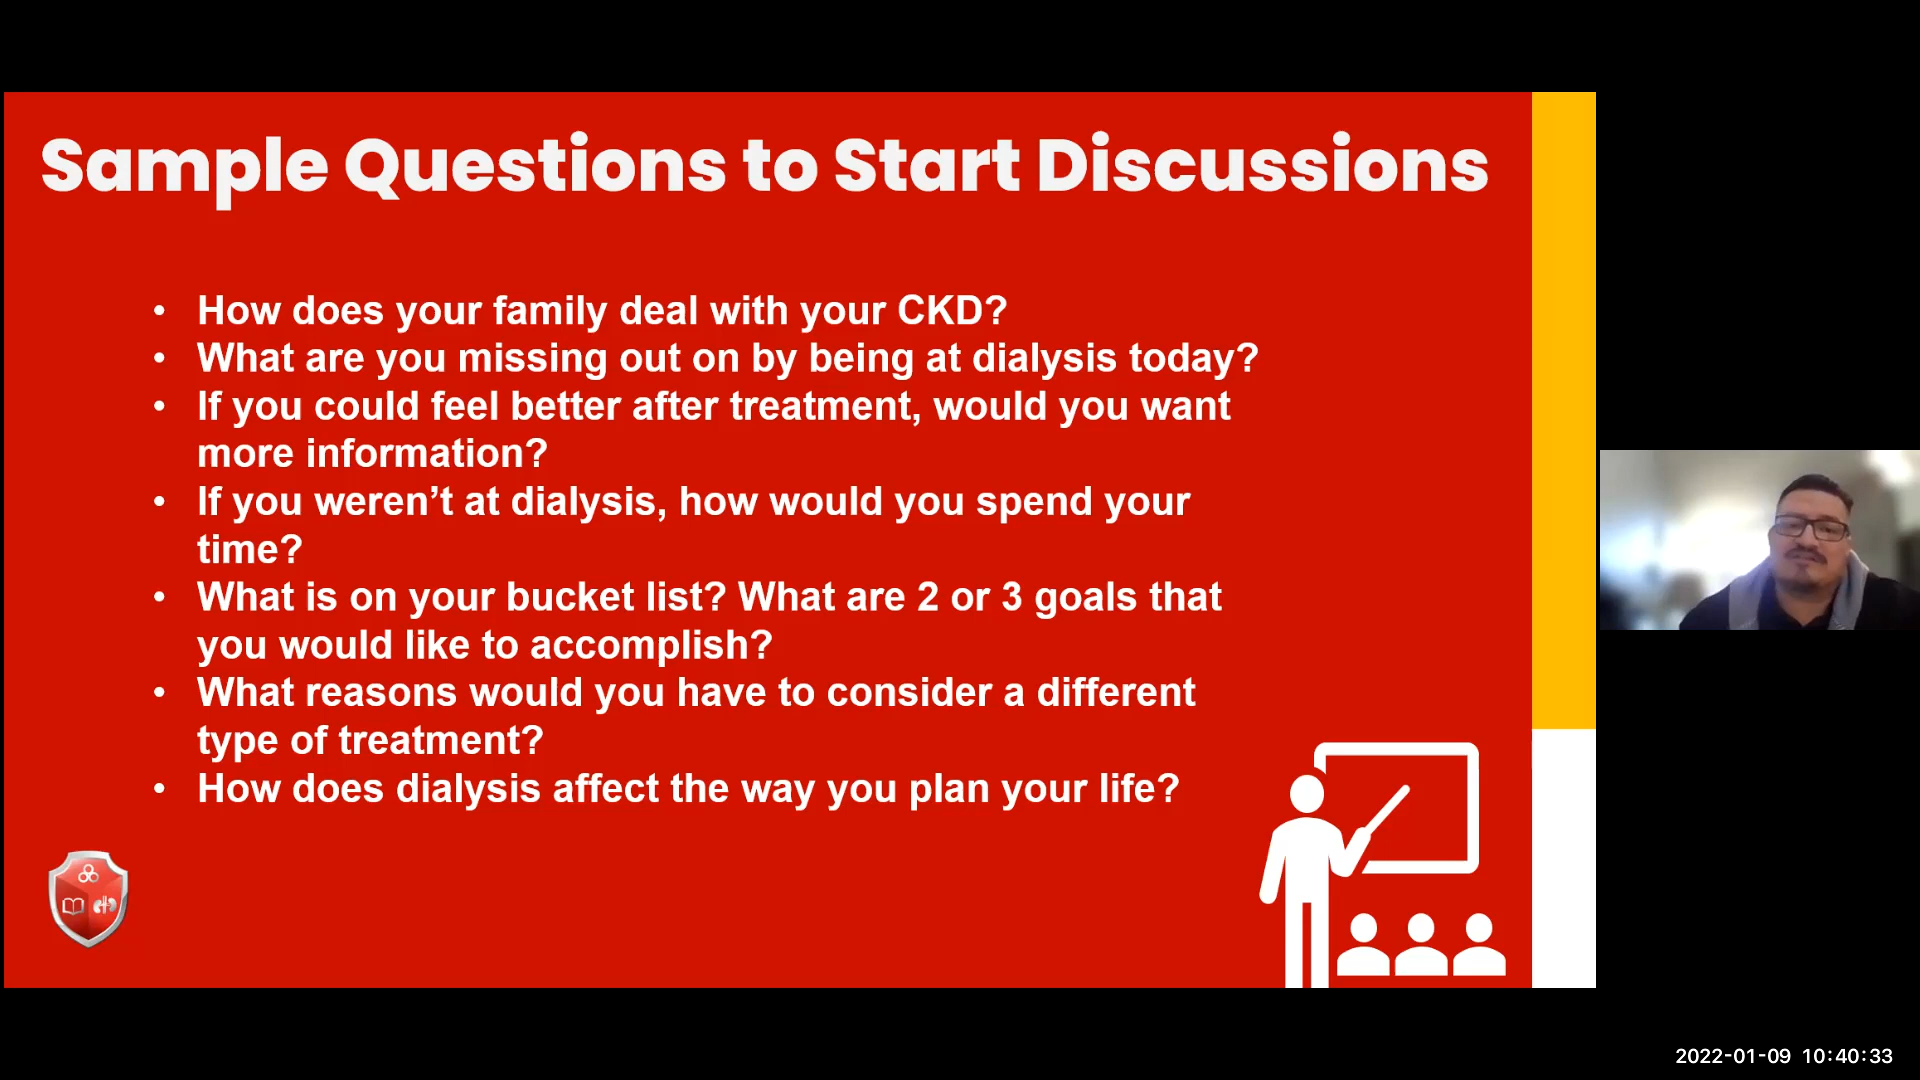 Sample Questions to Start Discussions
• How does your family deal with your CKD?
• What are you missing out on by being at dialysis today?
• If you could feel better after treatment, would you want
more information?
• If you weren’t at dialysis, how would you spend your
time?
• What is on your bucket list? What are 2 or 3 goals that
you would like to accomplish?
• What reasons would you have to consider a different
type of treatment?
• How does dialysis affect the way you plan your life?
2022-01-09 10:40:33